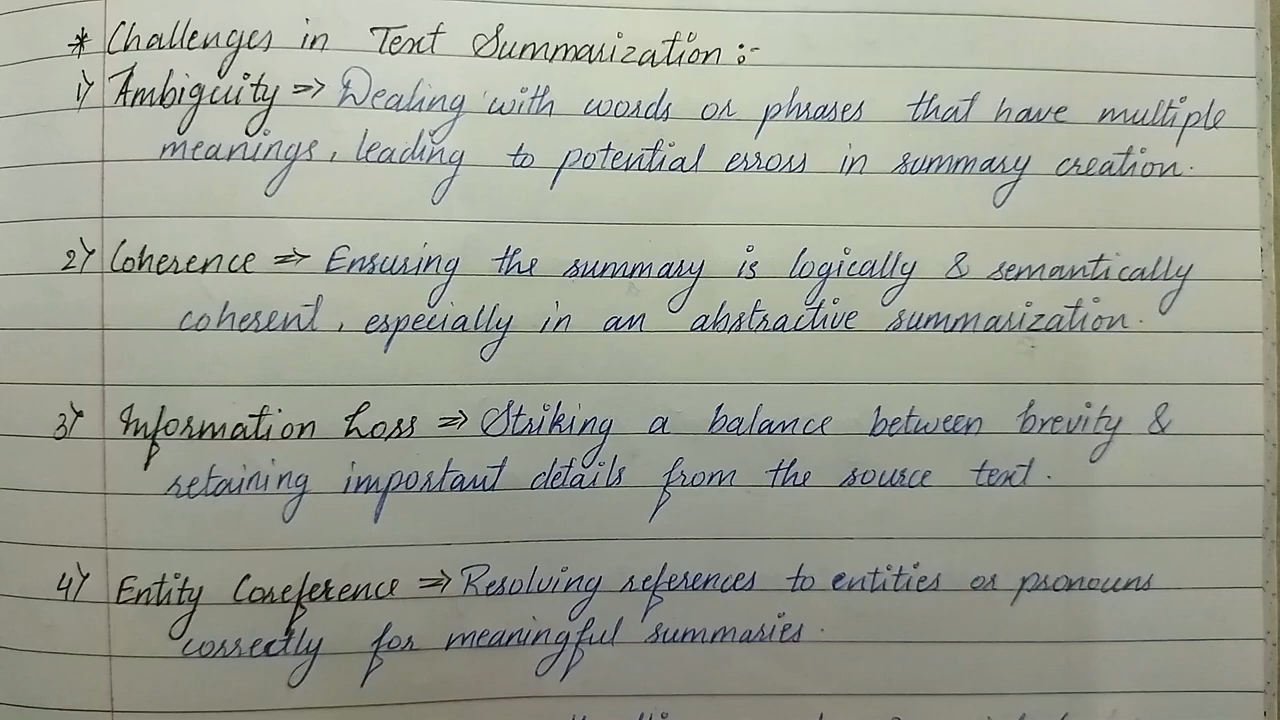 * Challenges in Text Summarization :-
1) Ambiguity => Dealing with words or phrases that have multiple
meanings, leading to potential errors in summary creation.
2) Coherence => Ensuring the summary is logically & semantically
coherent, especially in an abstractive summarization.
3) Information Loss => Striking a balance between brevity &
retaining important details from the source text.
4) Entity Coreference => Resolving references to entities or pronouns
correctly for meaningful summaries.